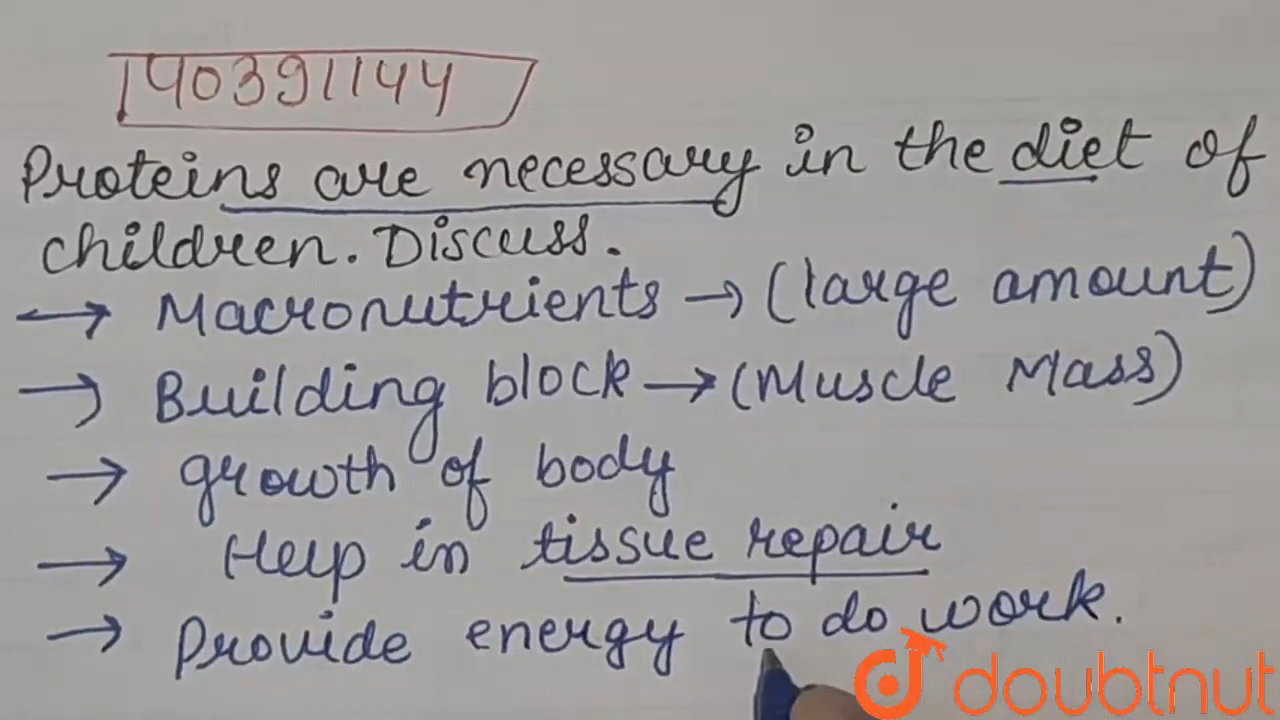 140391144
Proteins are necessary in the diet of
children. Discuss.
→ Macronutrients → (large amount)
→ Building block → (Muscle Mass)
→ growth of body
→ Help in tissue repair
→ Provide energy to do work.
doubtnut